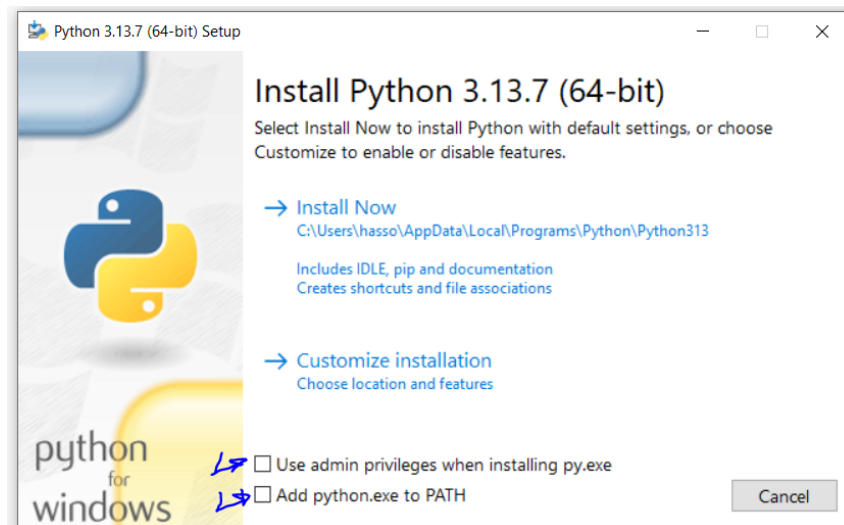 Python 3.13.7 (64-bit) Setup
Install Python 3.13.7 (64-bit)
Select Install Now to install Python with default settings, or choose
Customize to enable or disable features.
Install Now
C:\Users\hasso\AppData\Local\Programs\Python\Python313
Includes IDLE, pip and documentation
Creates shortcuts and file associations
Customize installation
Choose location and features
python
for
windows
Use admin privileges when installing py.exe
Add python.exe to PATH
Cancel